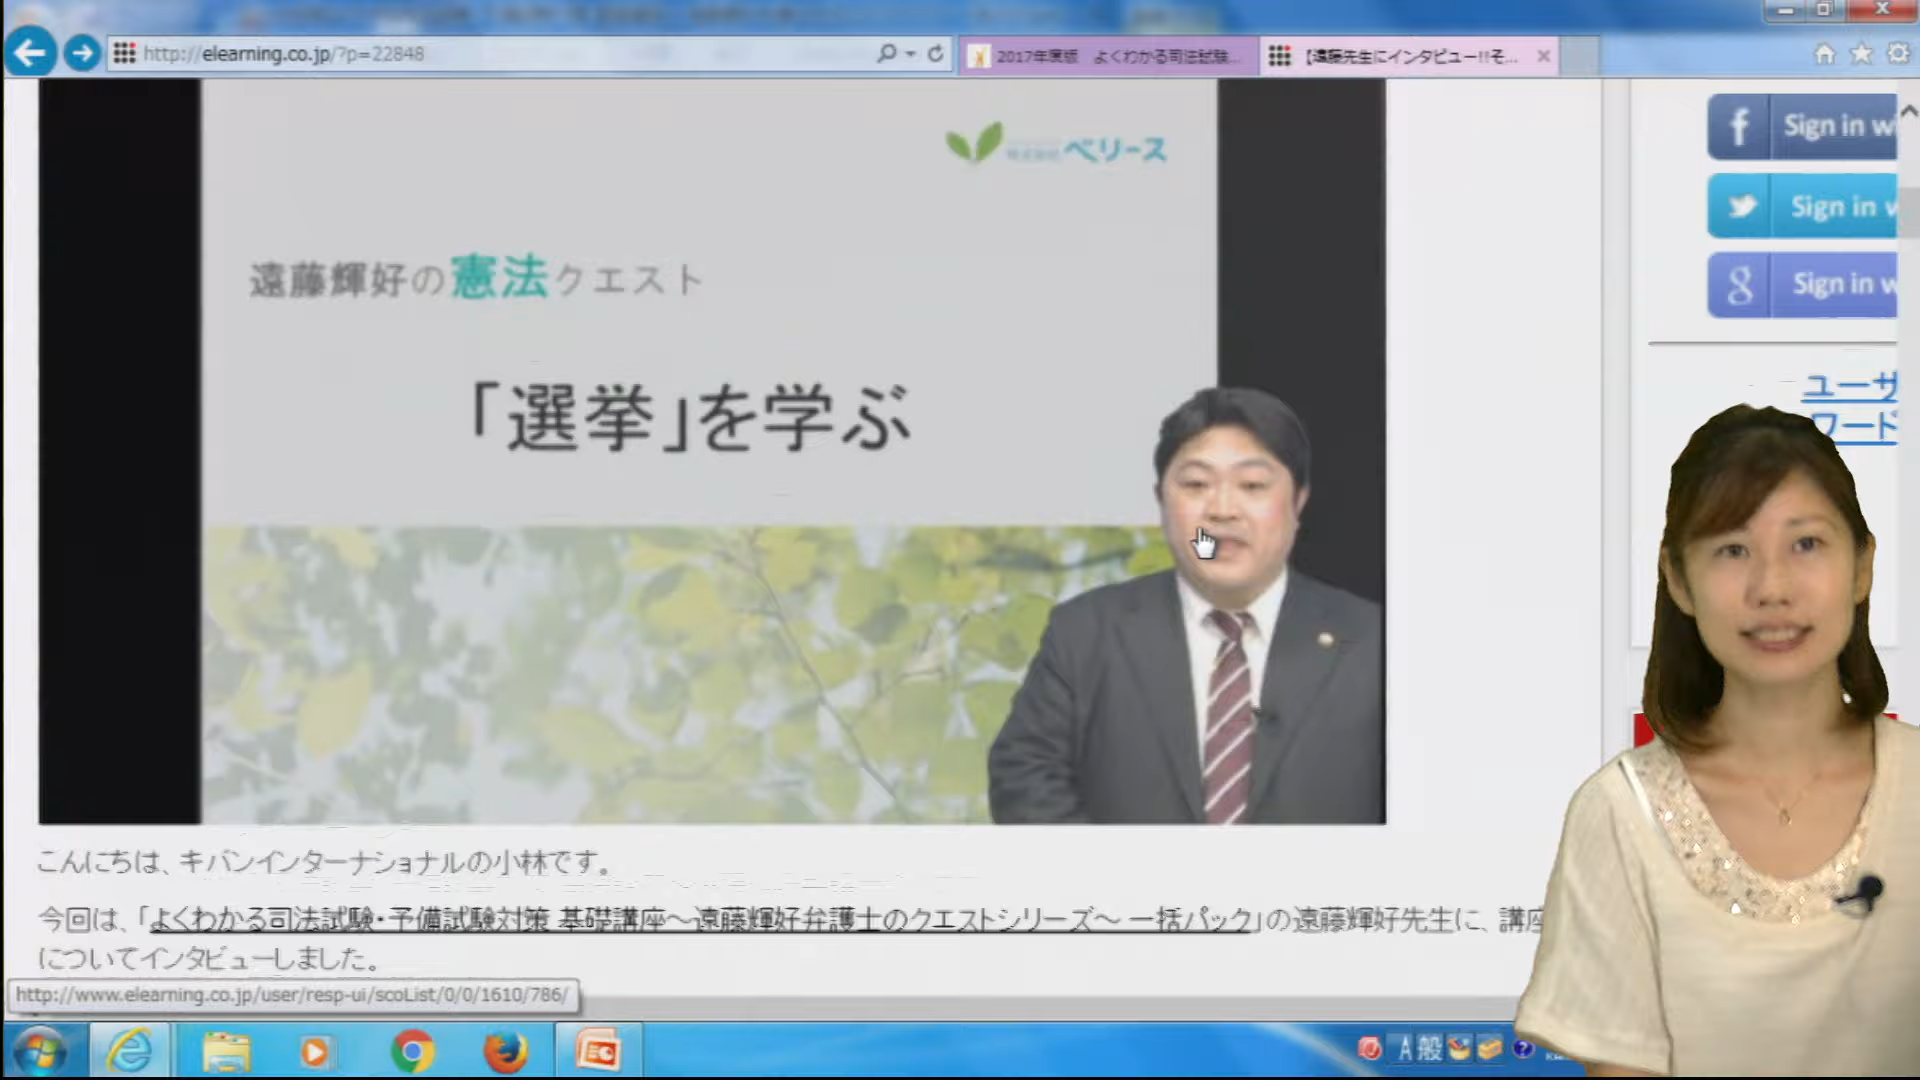 http://elearning.co.jp/?p=22848
2017年度版 よくわかる司法試験...
【遠藤先生にインタビュー!!そ...
Sign in wi
Sign in w
Sign in w
ベリース
遠藤輝好の憲法クエスト
「選挙」を学ぶ
ユーザ
ワード
こんにちは、キバンインターナショナルの小林です。
今回は、「よくわかる司法試験・予備試験対策 基礎講座～遠藤輝好弁護士のクエストシリーズ～ 一括パック」の遠藤輝好先生に、講座
についてインタビューしました。
http://www.elearning.co.jp/user/resp-ui/scoList/0/0/1610/786/
A 般